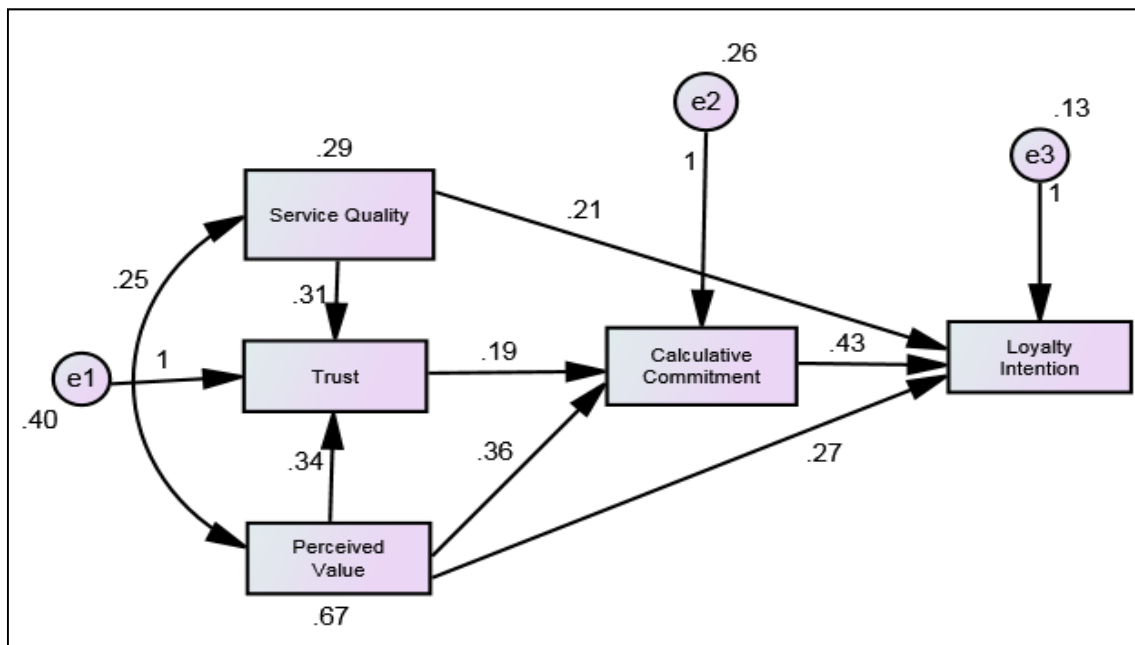 .26
e2
.13
e3
1
1
.29
Service Quality
.21
.25
.31
e1
1
.40
Trust
.19
Calculative
Commitment
.43
Loyalty
Intention
.34
.36
.27
Perceived
Value
.67